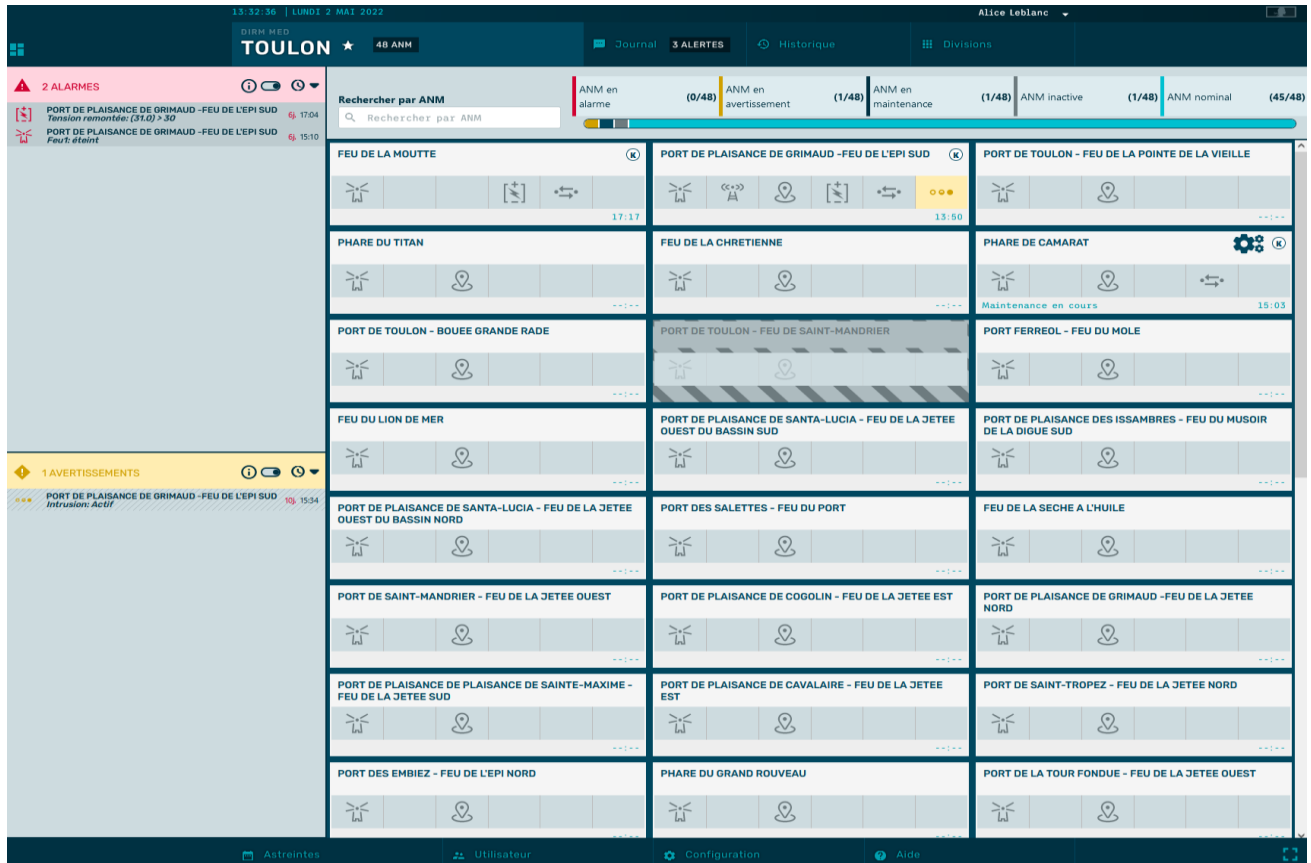 13:32:36 | LUNDI 2 MAI 2022
Alice Leblanc
DIRM MED
TOULON ★ 48 ANM
Journal 3 ALERTES
Historique
Divisions
2 ALARMES
PORT DE PLAISANCE DE GRIMAUD -FEU DE L'EPI SUD
Tension remontée: (31.0) > 30
6j. 17:04
PORT DE PLAISANCE DE GRIMAUD -FEU DE L'EPI SUD
Feu1: éteint
6j. 15:10
1 AVERTISSEMENTS
PORT DE PLAISANCE DE GRIMAUD -FEU DE L'EPI SUD
Intrusion: Actif
10j. 15:34
Rechercher par ANM
Rechercher par ANM
ANM en
alarme
(0/48)
ANM en
avertissement
(1/48)
ANM en
maintenance
(1/48)
ANM inactive
(1/48)
ANM nominal
(45/48)
FEU DE LA MOUTTE
K
17:17
PORT DE PLAISANCE DE GRIMAUD -FEU DE L'EPI SUD
K
13:50
PORT DE TOULON - FEU DE LA POINTE DE LA VIEILLE
--:--
PHARE DU TITAN
--:--
FEU DE LA CHRETIENNE
--:--
PHARE DE CAMARAT
K
Maintenance en cours
15:03
PORT DE TOULON - BOUEE GRANDE RADE
--:--
PORT DE TOULON - FEU DE SAINT-MANDRIER
PORT FERREOL - FEU DU MOLE
--:--
FEU DU LION DE MER
--:--
PORT DE PLAISANCE DE SANTA-LUCIA - FEU DE LA JETEE
OUEST DU BASSIN SUD
--:--
PORT DE PLAISANCE DES ISSAMBRES - FEU DU MUSOIR
DE LA DIGUE SUD
--:--
PORT DE PLAISANCE DE SANTA-LUCIA - FEU DE LA JETEE
OUEST DU BASSIN NORD
--:--
PORT DES SALETTES - FEU DU PORT
--:--
FEU DE LA SECHE A L'HUILE
--:--
PORT DE SAINT-MANDRIER - FEU DE LA JETEE OUEST
--:--
PORT DE PLAISANCE DE COGOLIN - FEU DE LA JETEE EST
--:--
PORT DE PLAISANCE DE GRIMAUD -FEU DE LA JETEE
NORD
--:--
PORT DE PLAISANCE DE PLAISANCE DE SAINTE-MAXIME -
FEU DE LA JETEE SUD
--:--
PORT DE PLAISANCE DE CAVALAIRE - FEU DE LA JETEE
EST
--:--
PORT DE SAINT-TROPEZ - FEU DE LA JETEE NORD
--:--
PORT DES EMBIEZ - FEU DE L'EPI NORD
--:--
PHARE DU GRAND ROUVEAU
--:--
PORT DE LA TOUR FONDUE - FEU DE LA JETEE OUEST
--:--
Astreintes
Utilisateur
Configuration
Aide